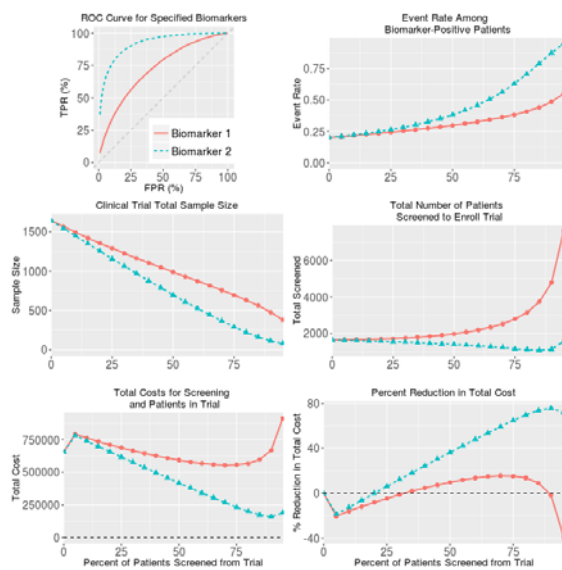 ROC Curve for Specified Biomarkers
100
75
50
25
0
TPR (%)
Biomarker 1
Biomarker 2
0 25 50 75 100
FPR (%)
Event Rate Among
Biomarker-Positive Patients
0.75
0.50
0.25
0.00
Event Rate
0 25 50 75
Clinical Trial Total Sample Size
1500
1000
500
0
Sample Size
0 25 50 75
Total Number of Patients
Screened to Enroll Trial
6000
4000
2000
Total Screened
0 25 50 75
Total Costs for Screening
and Patients in Trial
750000
500000
250000
0
Total Cost
0 25 50 75
Percent of Patients Screened from Trial
Percent Reduction in Total Cost
80
40
0
-40
% Reduction in Total Cost
0 25 50 75
Percent of Patients Screened from Trial